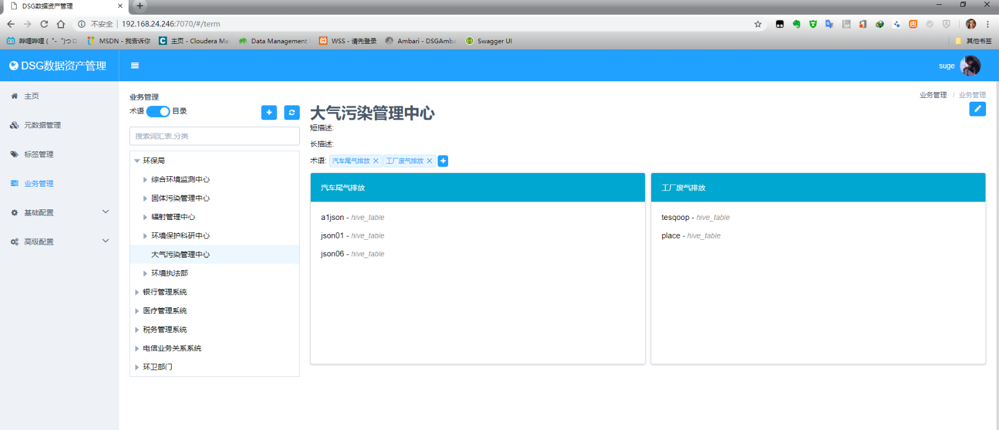 DSG数据资产管理
不安全 192.168.24.246:7070/#/term
哔哩哔哩 ( ゜- ゜)つロ MSDN - 我告诉你 主页 - Cloudera Ma Data Management WSS - 请先登录 Ambari - DSGAmba Swagger UI 其他书签
DSG数据资产管理
suge
主页
元数据管理
标签管理
业务管理
基础配置
高级配置
业务管理
术语 目录
搜索词汇表,分类
环保局
综合环境监测中心
固体污染管理中心
辐射管理中心
环境保护科研中心
大气污染管理中心
环境执法部
银行管理系统
医疗管理系统
税务管理系统
电信业务关系系统
环卫部门
业务管理 / 业务管理
大气污染管理中心
短描述:
长描述:
术语: 汽车尾气排放 工厂废气排放
汽车尾气排放
a1json - hive_table
json01 - hive_table
json06 - hive_table
工厂废气排放
tesqoop - hive_table
place - hive_table